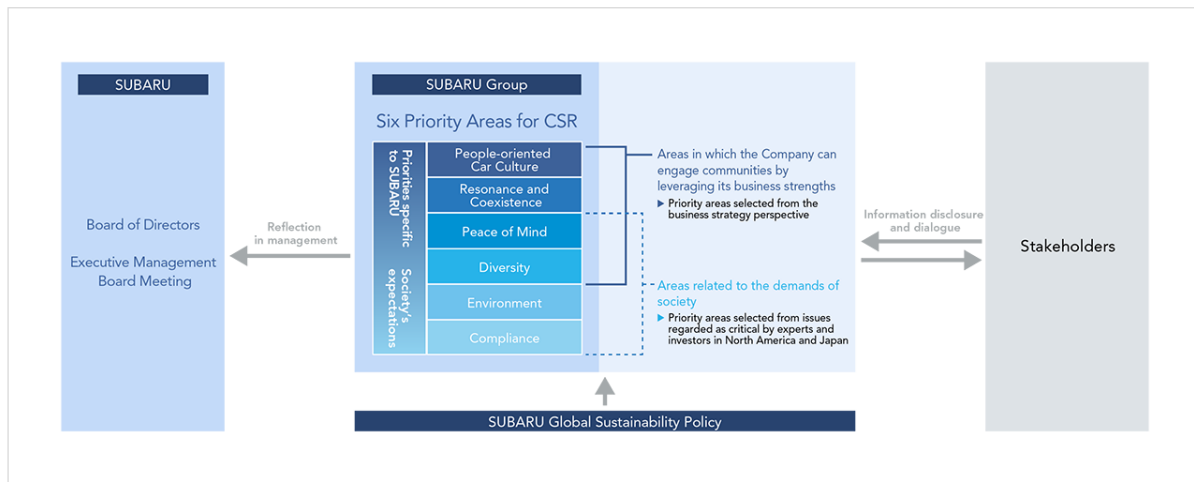 SUBARU
Board of Directors
Executive Management
Board Meeting
Reflection
in management
SUBARU Group
Six Priority Areas for CSR
Priorities specific
to SUBARU
Society's
expectations
People-oriented
Car Culture
Resonance and
Coexistence
Peace of Mind
Diversity
Environment
Compliance
Areas in which the Company can
engage communities by
leveraging its business strengths
▶ Priority areas selected from the
business strategy perspective
Areas related to the demands of
society
▶ Priority areas selected from issues
regarded as critical by experts and
investors in North America and Japan
SUBARU Global Sustainability Policy
Information disclosure
and dialogue
Stakeholders